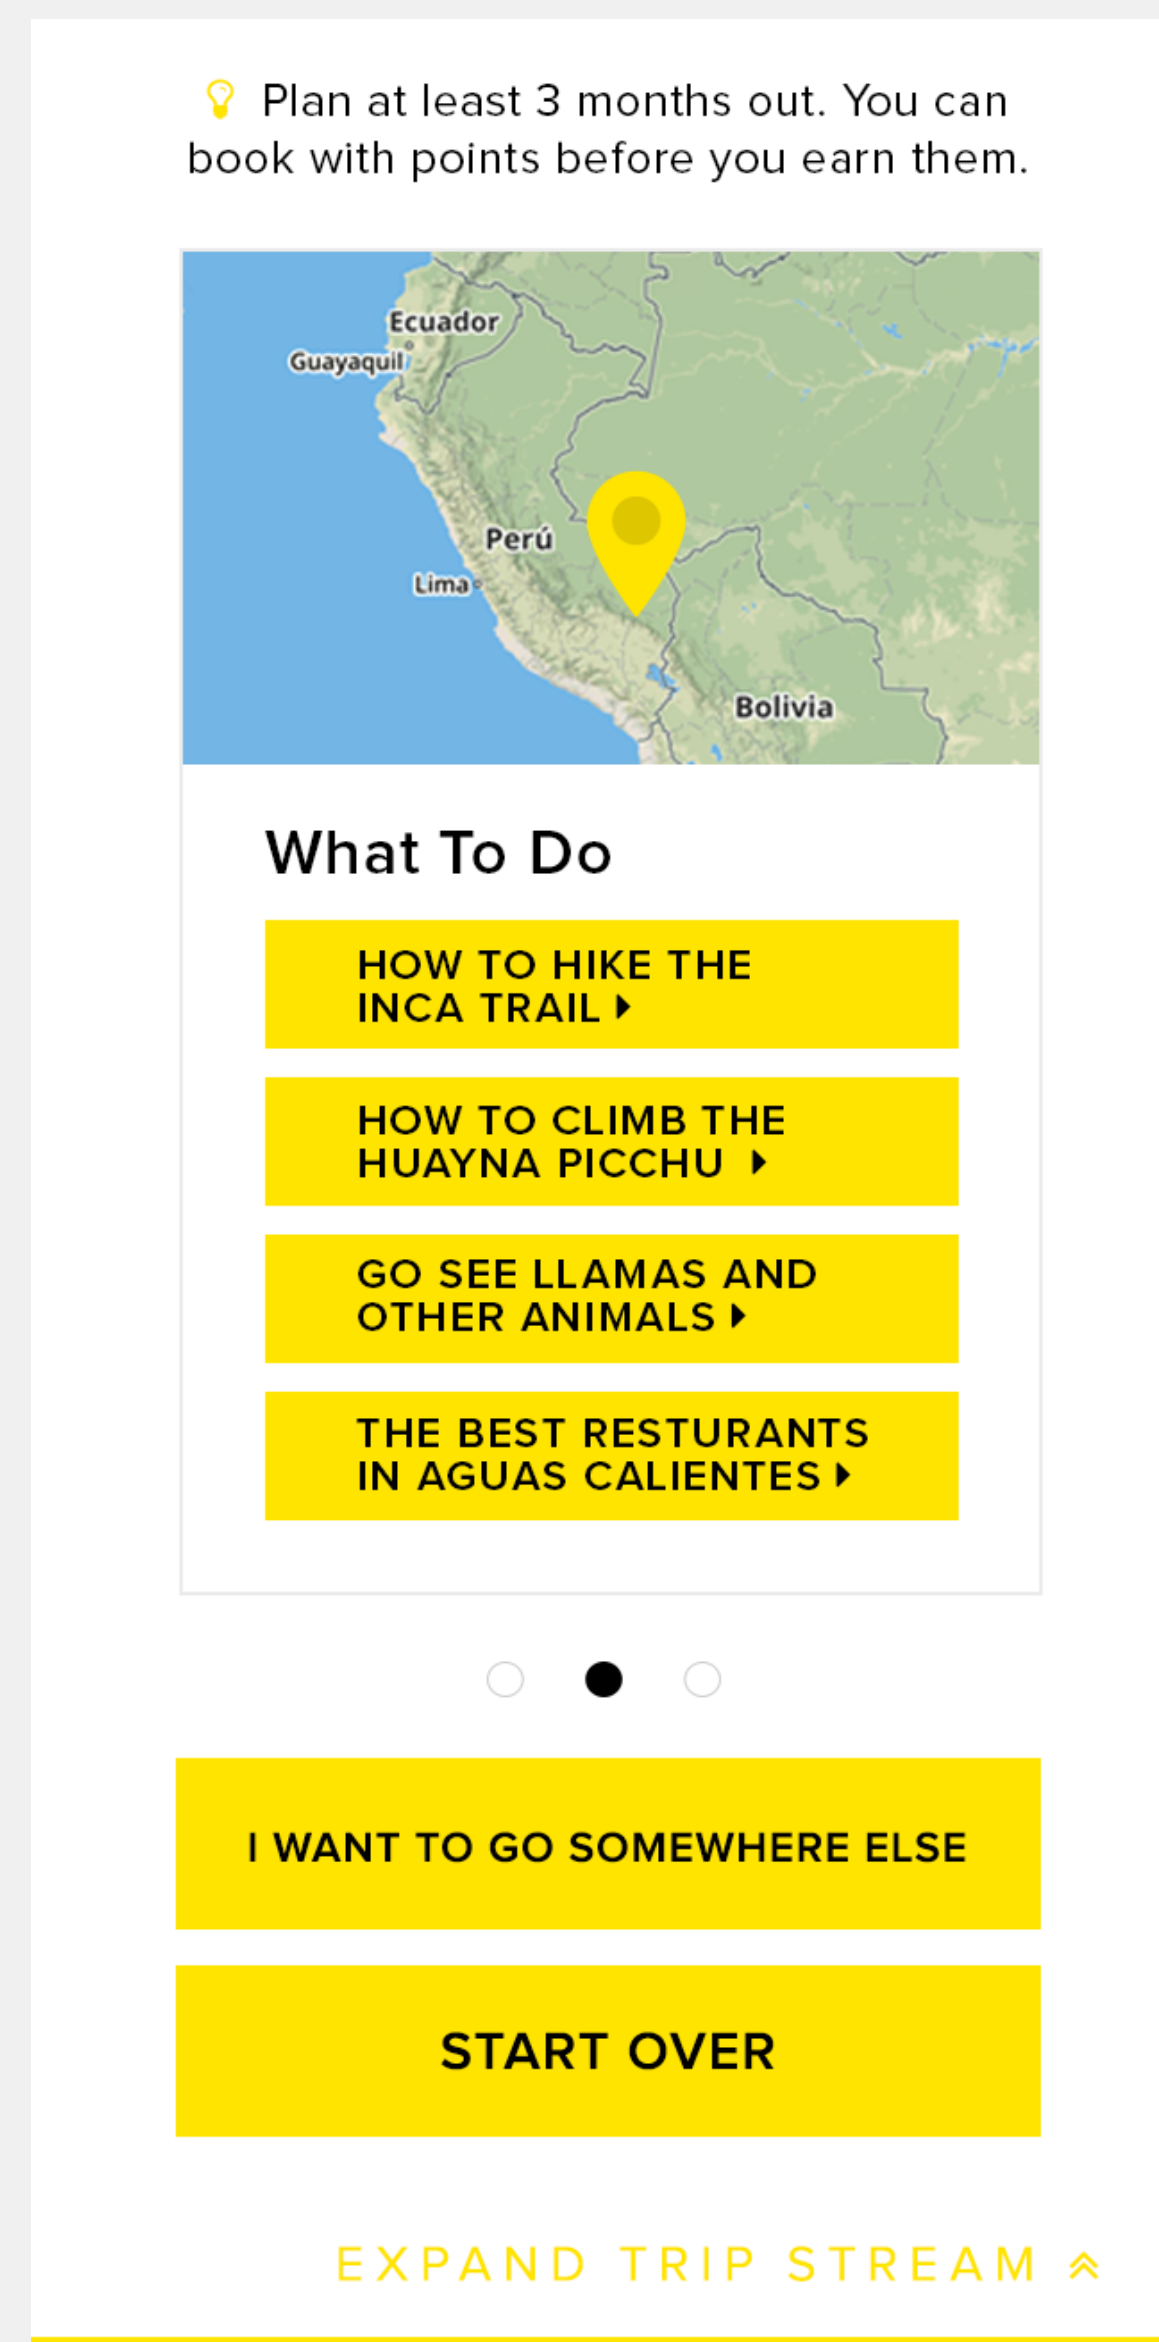 Plan at least 3 months out. You can
book with points before you earn them.
Ecuador
Guayaquil
Perú
Lima
Bolivia
What To Do
HOW TO HIKE THE
INCA TRAIL
HOW TO CLIMB THE
HUAYNA PICCHU
GO SEE LLAMAS AND
OTHER ANIMALS
THE BEST RESTURANTS
IN AGUAS CALIENTES
I WANT TO GO SOMEWHERE ELSE
START OVER
EXPAND TRIP STREAM